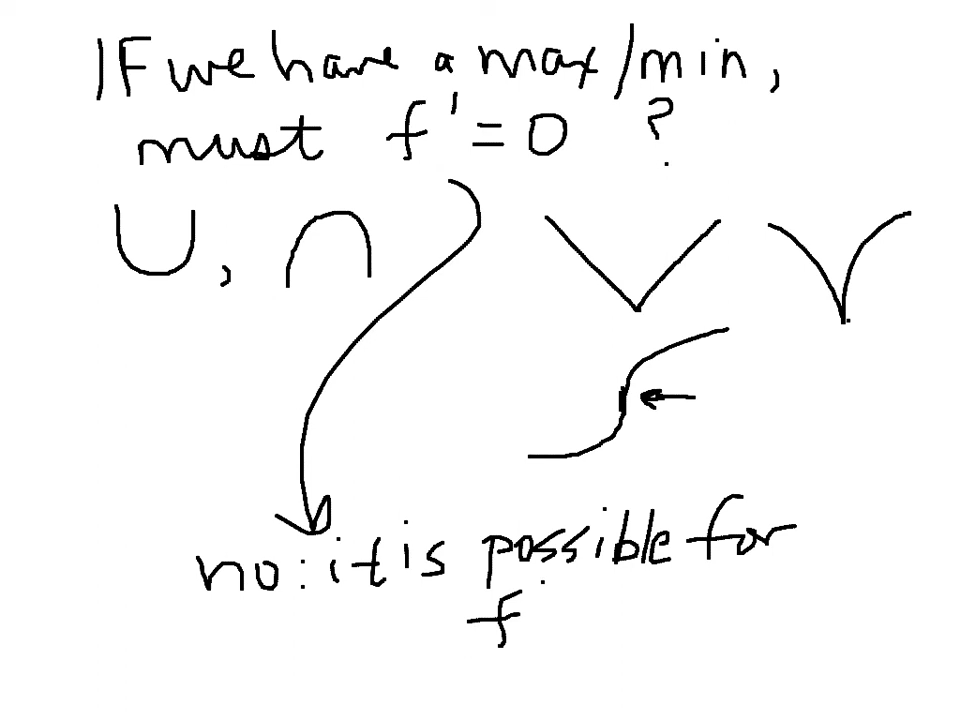 IF we have a max/min,
must f' = 0 ?
no: it is possible for
f